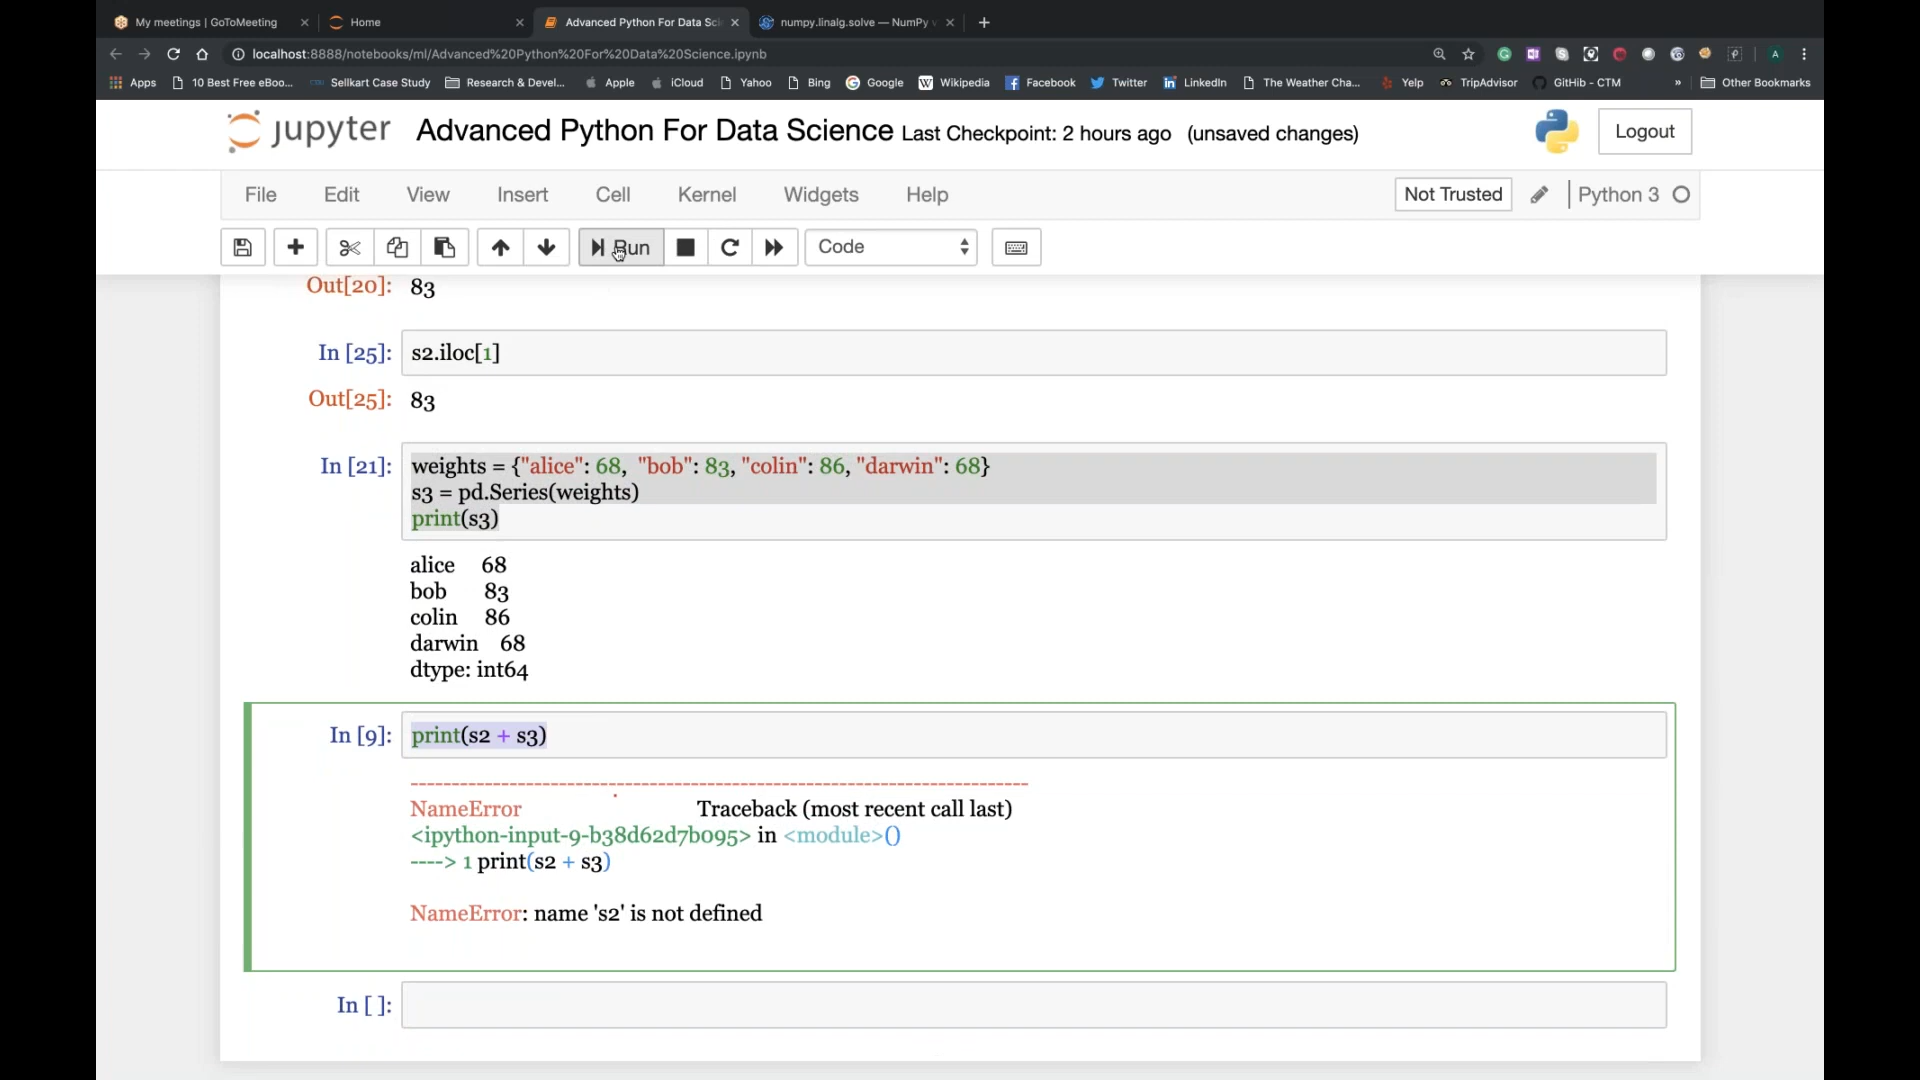 My meetings | GoToMeeting
Home
Advanced Python For Data Sci
numpy.linalg.solve — NumPy v
localhost:8888/notebooks/ml/Advanced%20Python%20For%20Data%20Science.ipynb
Apps
10 Best Free eBoo...
Sellkart Case Study
Research & Devel...
Apple
iCloud
Yahoo
Bing
Google
Wikipedia
Facebook
Twitter
LinkedIn
The Weather Cha...
Yelp
TripAdvisor
GitHib - CTM
»
Other Bookmarks
jupyter Advanced Python For Data Science Last Checkpoint: 2 hours ago (unsaved changes)
Logout
File Edit View Insert Cell Kernel Widgets Help
Not Trusted
Python 3
Run
Code
Out[20]: 83
In [25]: s2.iloc[1]
Out[25]: 83
In [21]: weights = {"alice": 68, "bob": 83, "colin": 86, "darwin": 68}
s3 = pd.Series(weights)
print(s3)
alice 68
bob 83
colin 86
darwin 68
dtype: int64
In [9]: print(s2 + s3)
---------------------------------------------------------------------------
NameError Traceback (most recent call last)
<ipython-input-9-b38d62d7b095> in <module>()
----> 1 print(s2 + s3)
NameError: name 's2' is not defined
In [ ]: